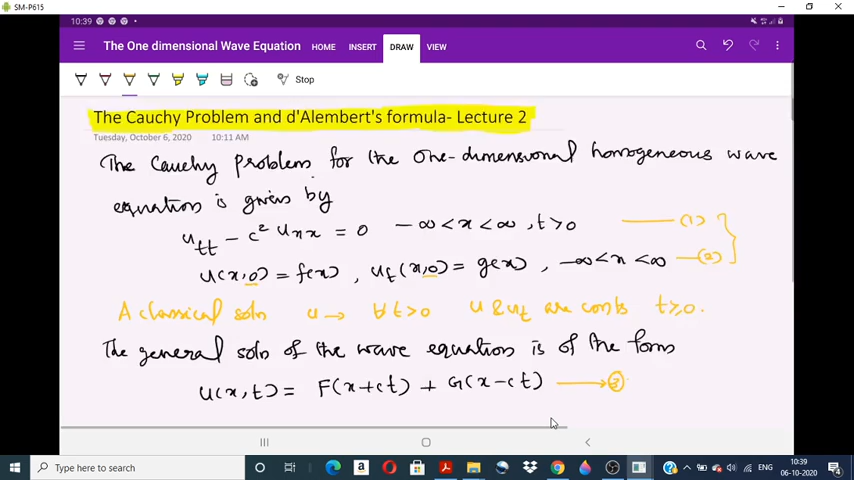 SM-P615
10:39
The One dimensional Wave Equation HOME INSERT DRAW VIEW
Stop
The Cauchy Problem and d'Alembert's formula- Lecture 2
Tuesday, October 6, 2020 10:11 AM
The Cauchy problem for the one-dimensional homogeneous wave
equation is given by
u_tt - c² u_xx = 0 -∞ < x < ∞, t > 0 (1)
u(x,0) = f(x), u_t(x,0) = g(x), -∞ < x < ∞ (2)
A classical soln u → ∀ t>0 u & u_t are conts t≥0.
The general soln of the wave equation is of the form
u(x,t) = F(x+ct) + G(x-ct) → 3
Type here to search
ENG
10:39
06-10-2020